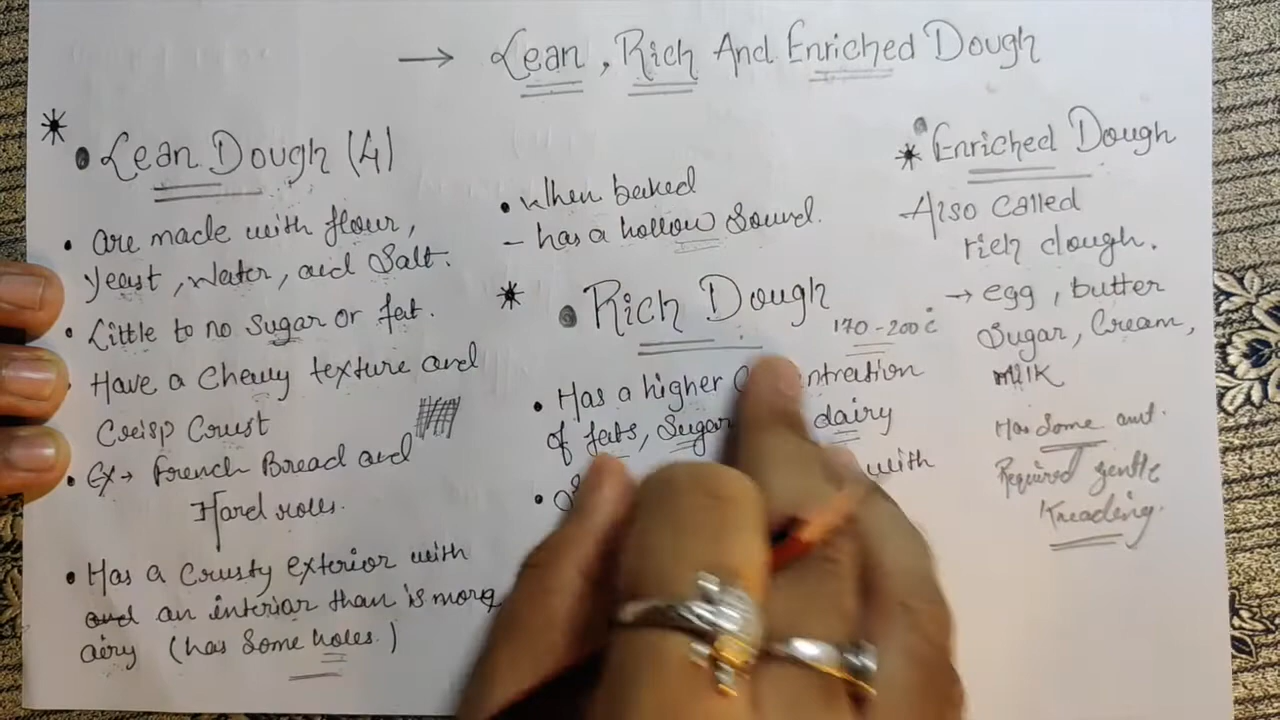 → Lean, Rich And Enriched Dough
* • Lean Dough (4)
• are made with flour,
yeast, water, and Salt.
• Little to no Sugar or fat.
• Have a Chewy texture and
Crisp Crust
• Ex → French Bread and
Hard rolls.
• Has a Crusty exterior with
and an interiar than is more
airy (has Some holes.)
• When baked
- has a hollow Sound.
* • Rich Dough
170-200°c
• Has a higher
of fats, Sugar dairy
• with
* Enriched Dough
Also called
rich dough.
→ egg, butter
Sugar, Cream,
Milk
Has Some amt.
Required gentle
Kneading.